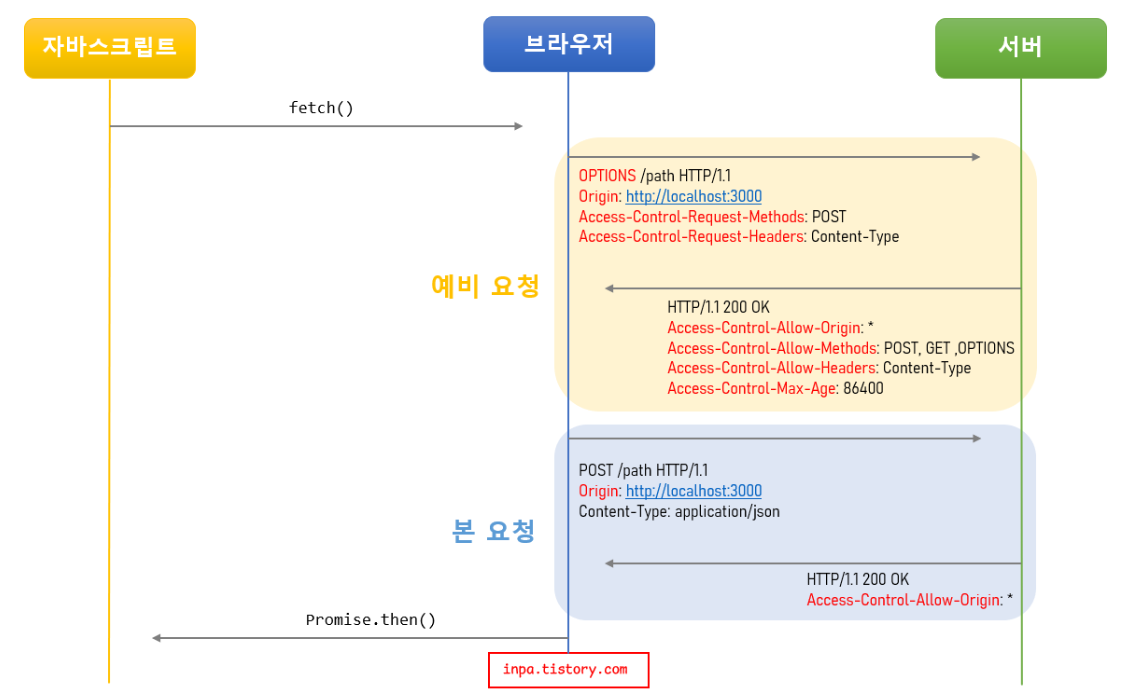 자바스크립트
브라우저
서버
fetch()
OPTIONS /path HTTP/1.1
Origin: http://localhost:3000
Access-Control-Request-Methods: POST
Access-Control-Request-Headers: Content-Type
예비 요청
HTTP/1.1 200 OK
Access-Control-Allow-Origin: *
Access-Control-Allow-Methods: POST, GET ,OPTIONS
Access-Control-Allow-Headers: Content-Type
Access-Control-Max-Age: 86400
POST /path HTTP/1.1
Origin: http://localhost:3000
Content-Type: application/json
본 요청
HTTP/1.1 200 OK
Access-Control-Allow-Origin: *
Promise.then()
inpa.tistory.com